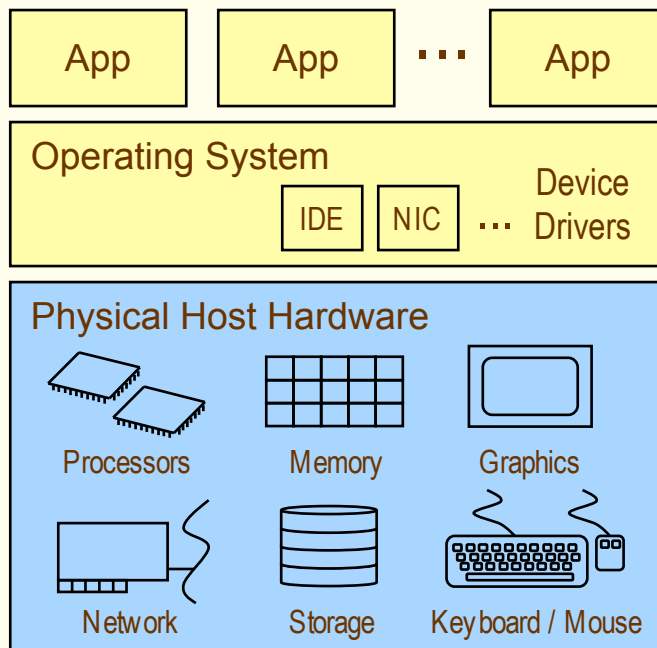 App App ... App
Operating System
IDE NIC ... Device
Drivers
Physical Host Hardware
Processors Memory Graphics
Network Storage Keyboard / Mouse